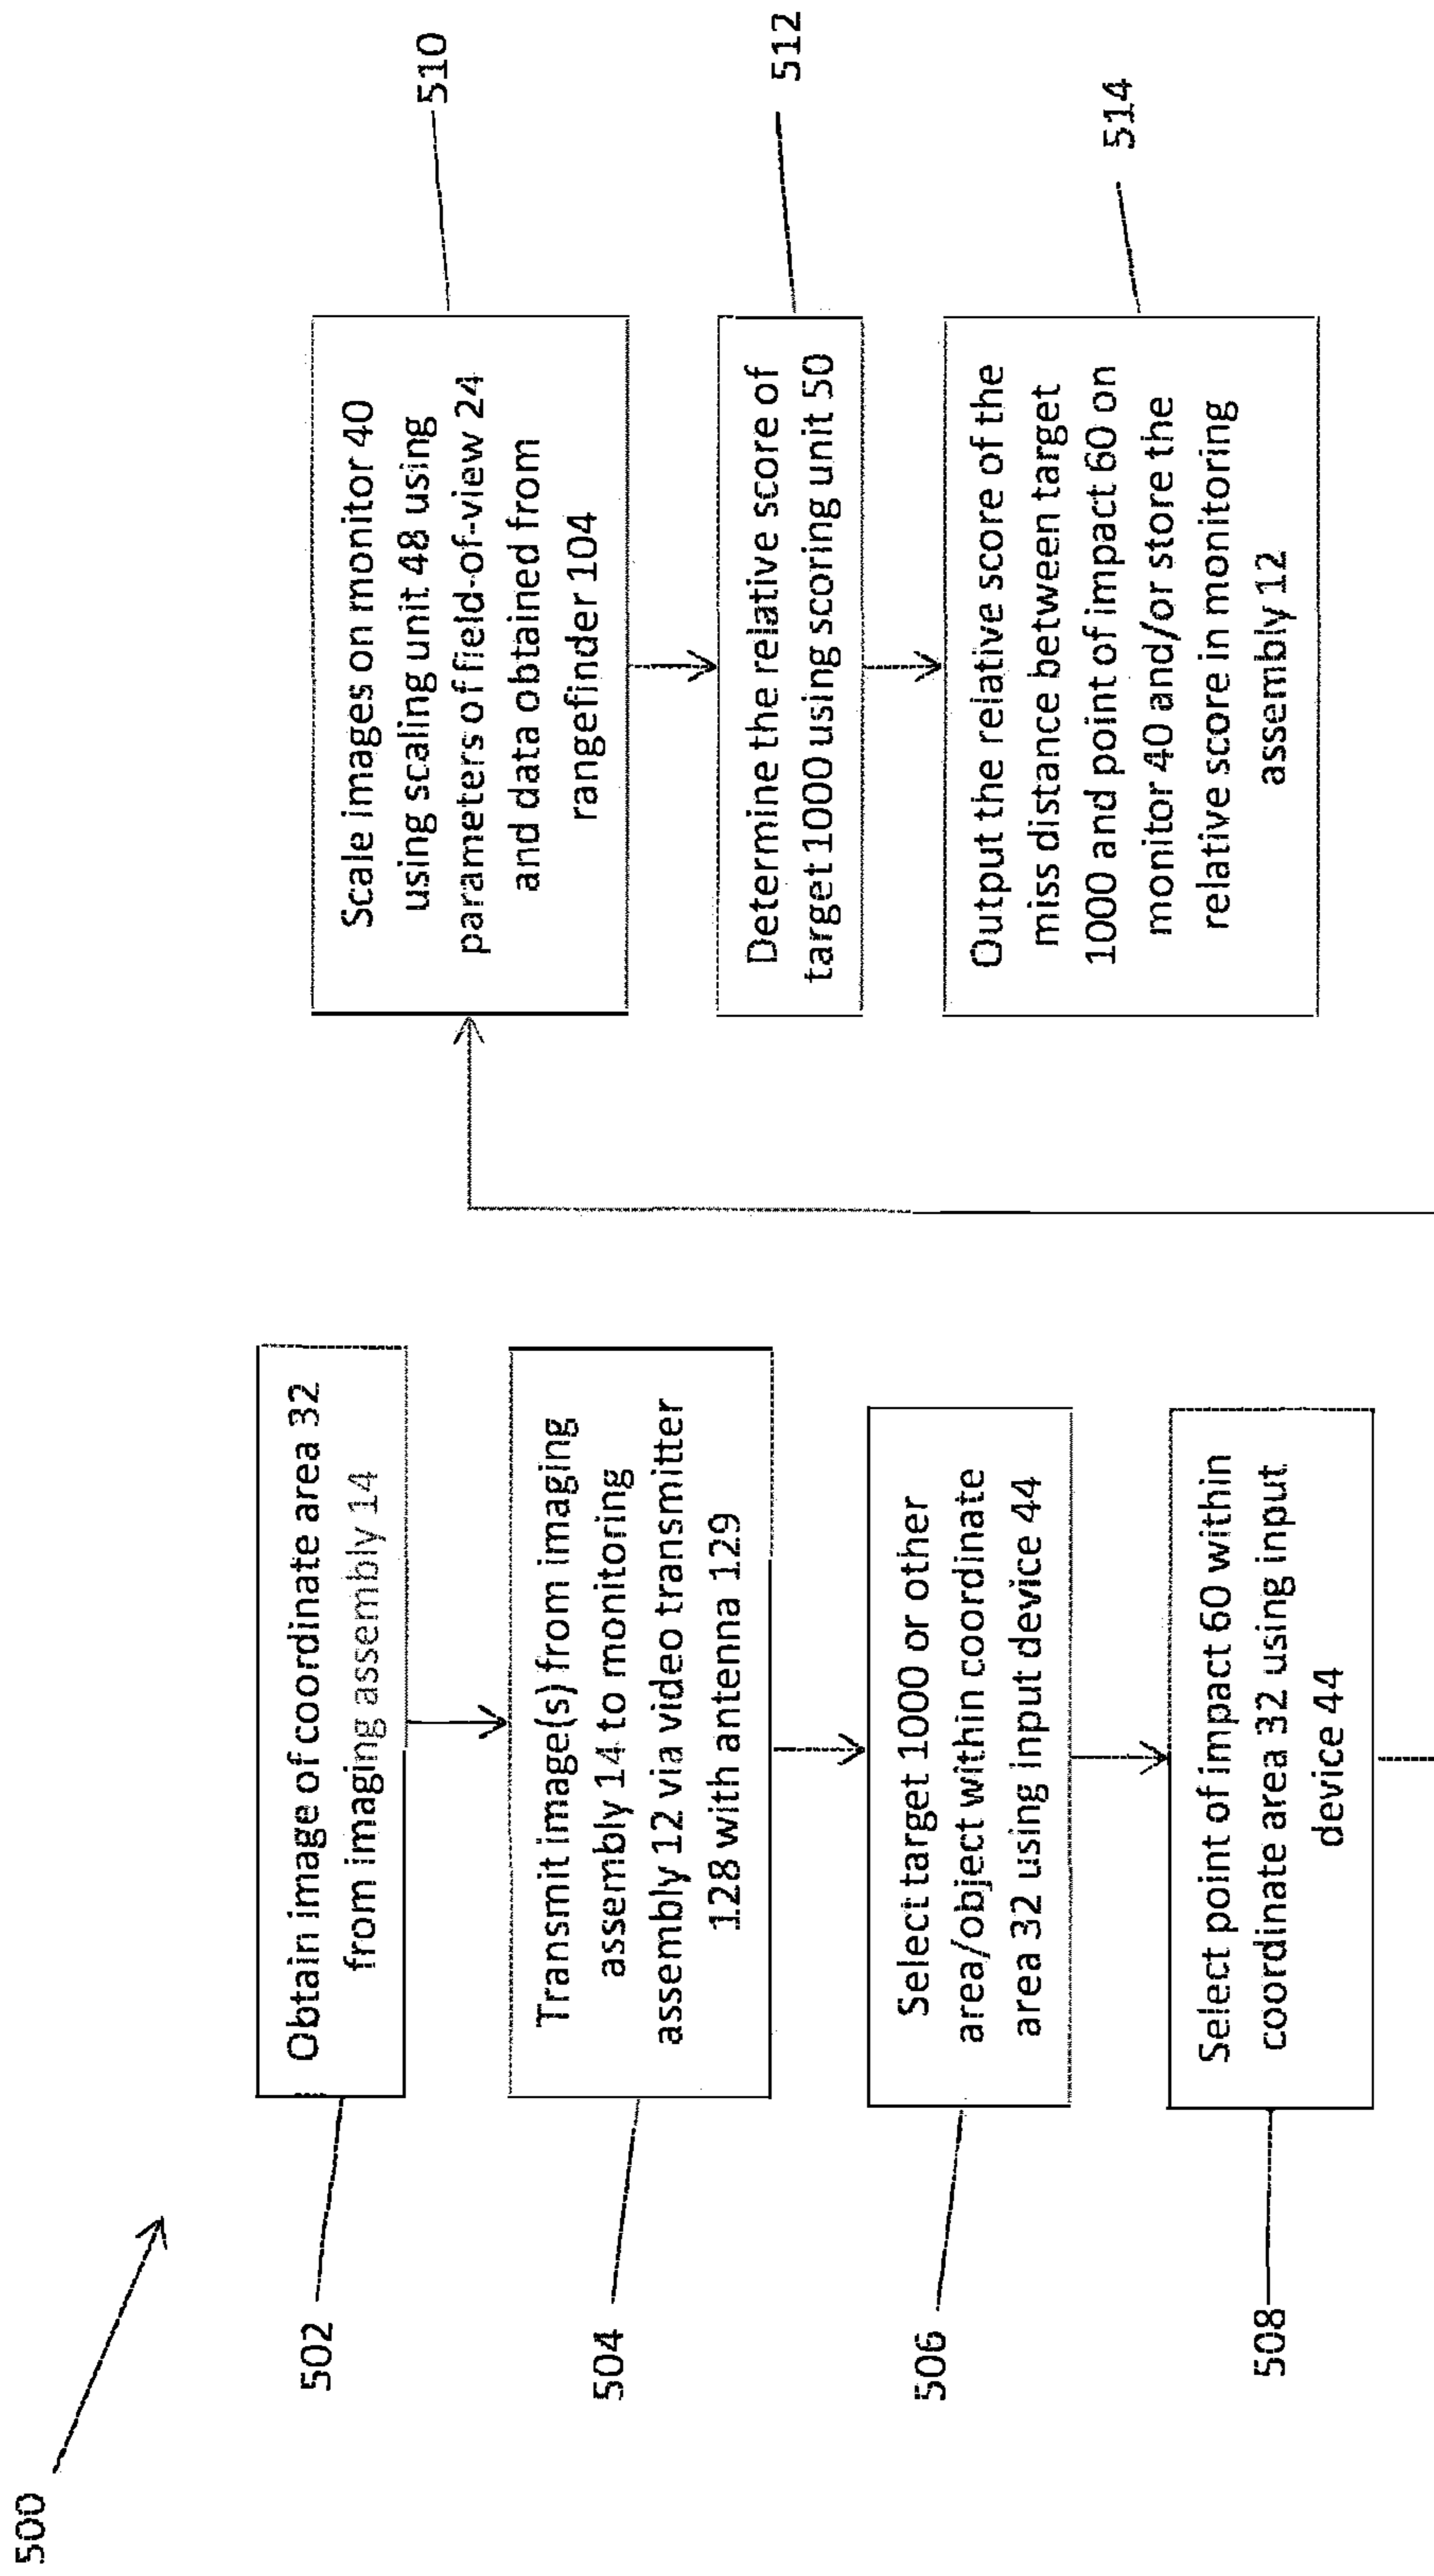 500
502
Obtain image of coordinate area 32
from imaging assembly 14
504
Transmit image(s) from imaging
assembly 14 to monitoring
assembly 12 via video transmitter
128 with antenna 129
506
Select target 1000 or other
area/object within coordinate
area 32 using input device 44
508
Select point of impact 60 within
coordinate area 32 using input
device 44
510
Scale images on monitor 40
using scaling unit 48 using
parameters of field-of-view 24
and data obtained from
rangefinder 104
512
Determine the relative score of
target 1000 using scoring unit 50
514
Output the relative score of the
miss distance between target
1000 and point of impact 60 on
monitor 40 and/or store the
relative score in monitoring
assembly 12